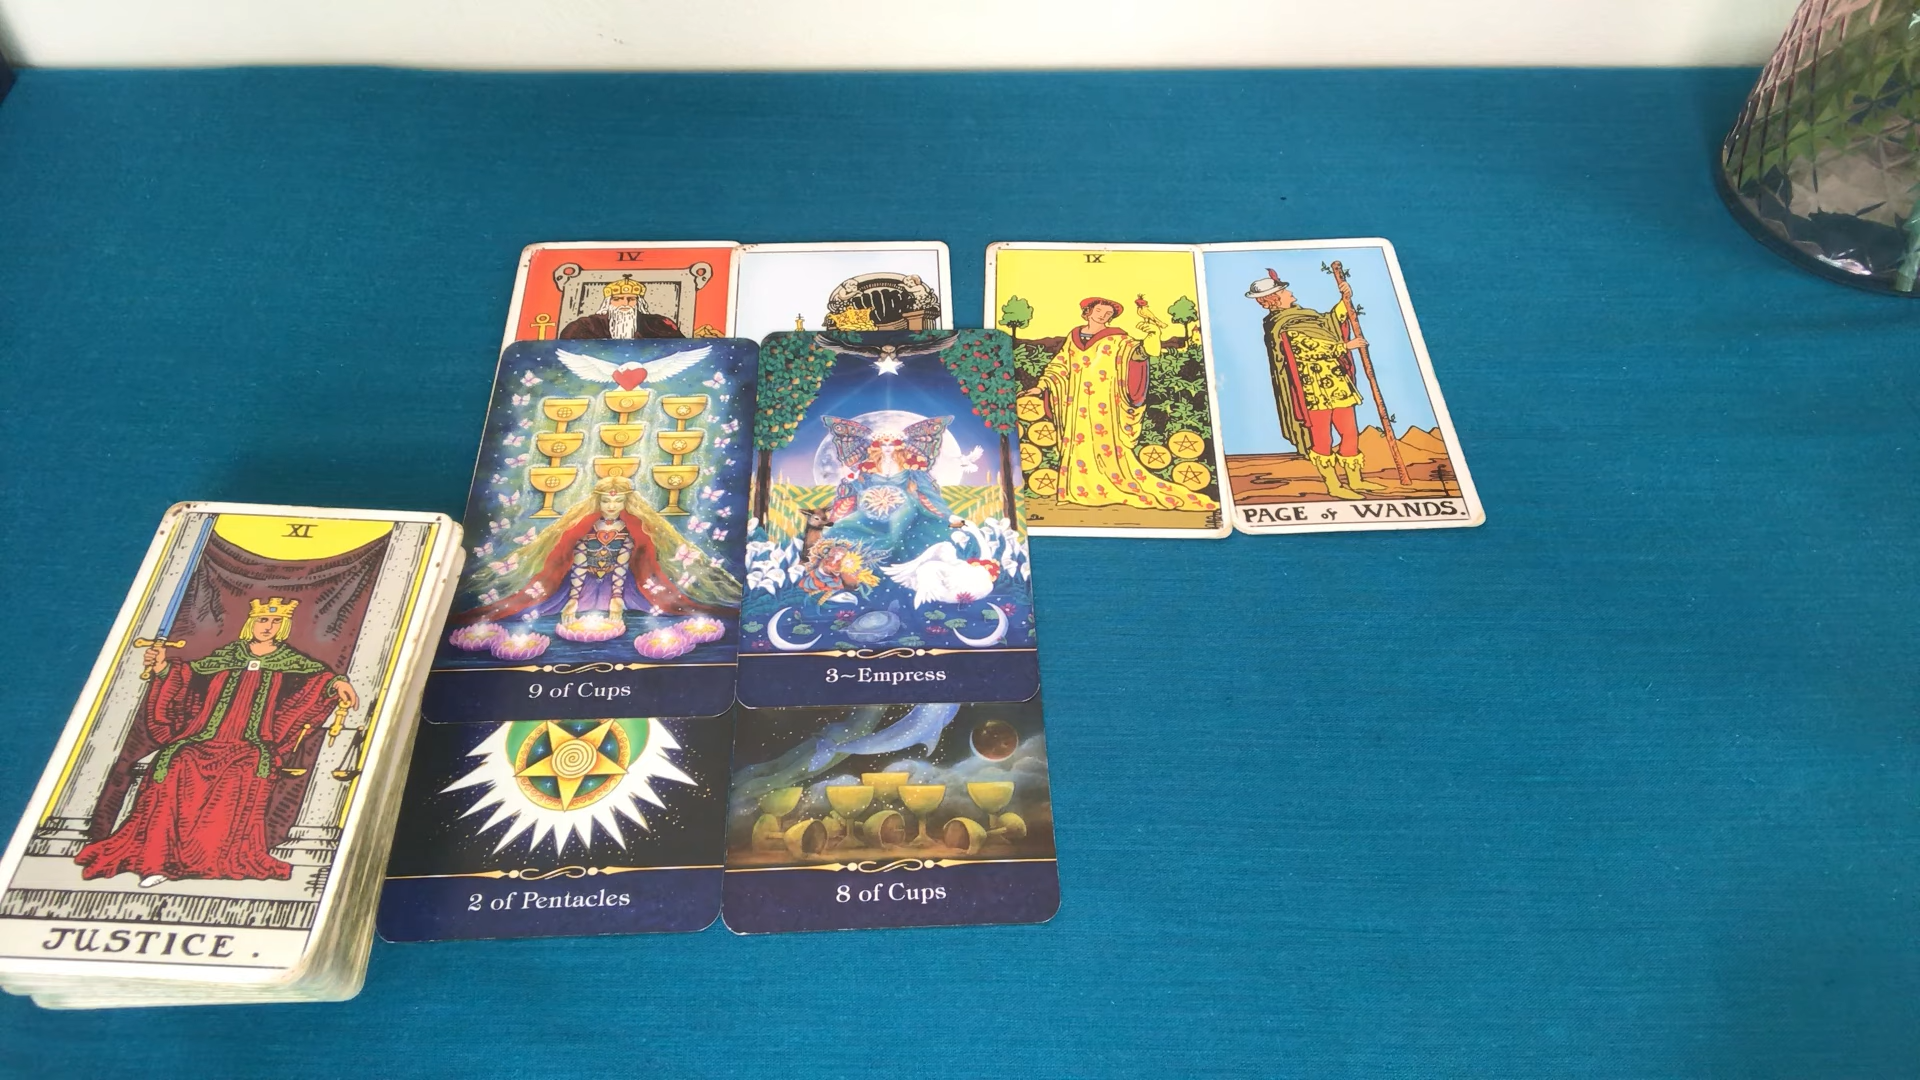 IV
IX
PAGE of WANDS.
XI
9 of Cups
3~Empress
2 of Pentacles
8 of Cups
JUSTICE.